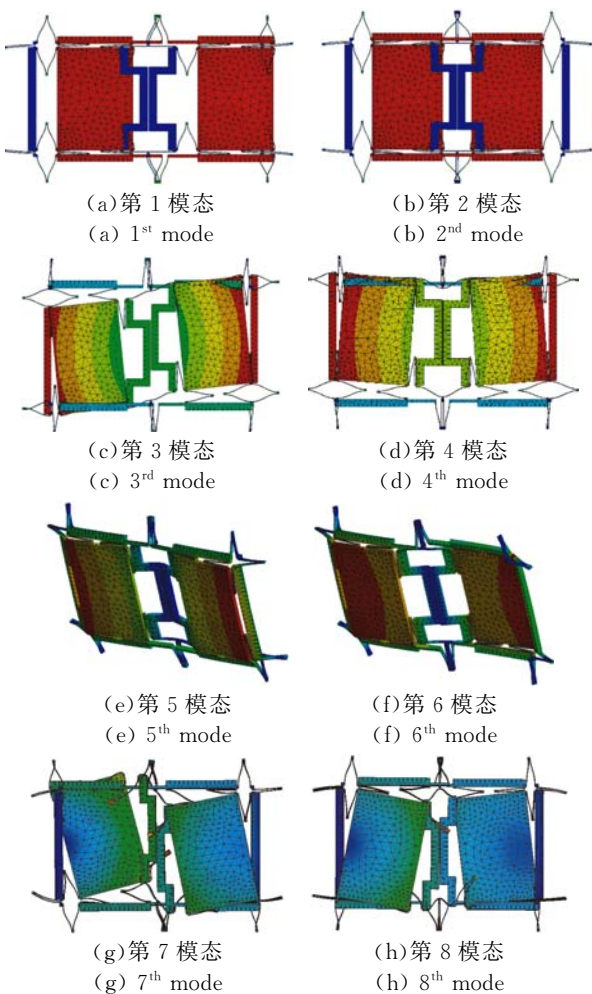 (a)第 1 模态
(a) 1st mode
(b)第 2 模态
(b) 2nd mode
(c)第 3 模态
(c) 3rd mode
(d)第 4 模态
(d) 4th mode
(e)第 5 模态
(e) 5th mode
(f)第 6 模态
(f) 6th mode
(g)第 7 模态
(g) 7th mode
(h)第 8 模态
(h) 8th mode